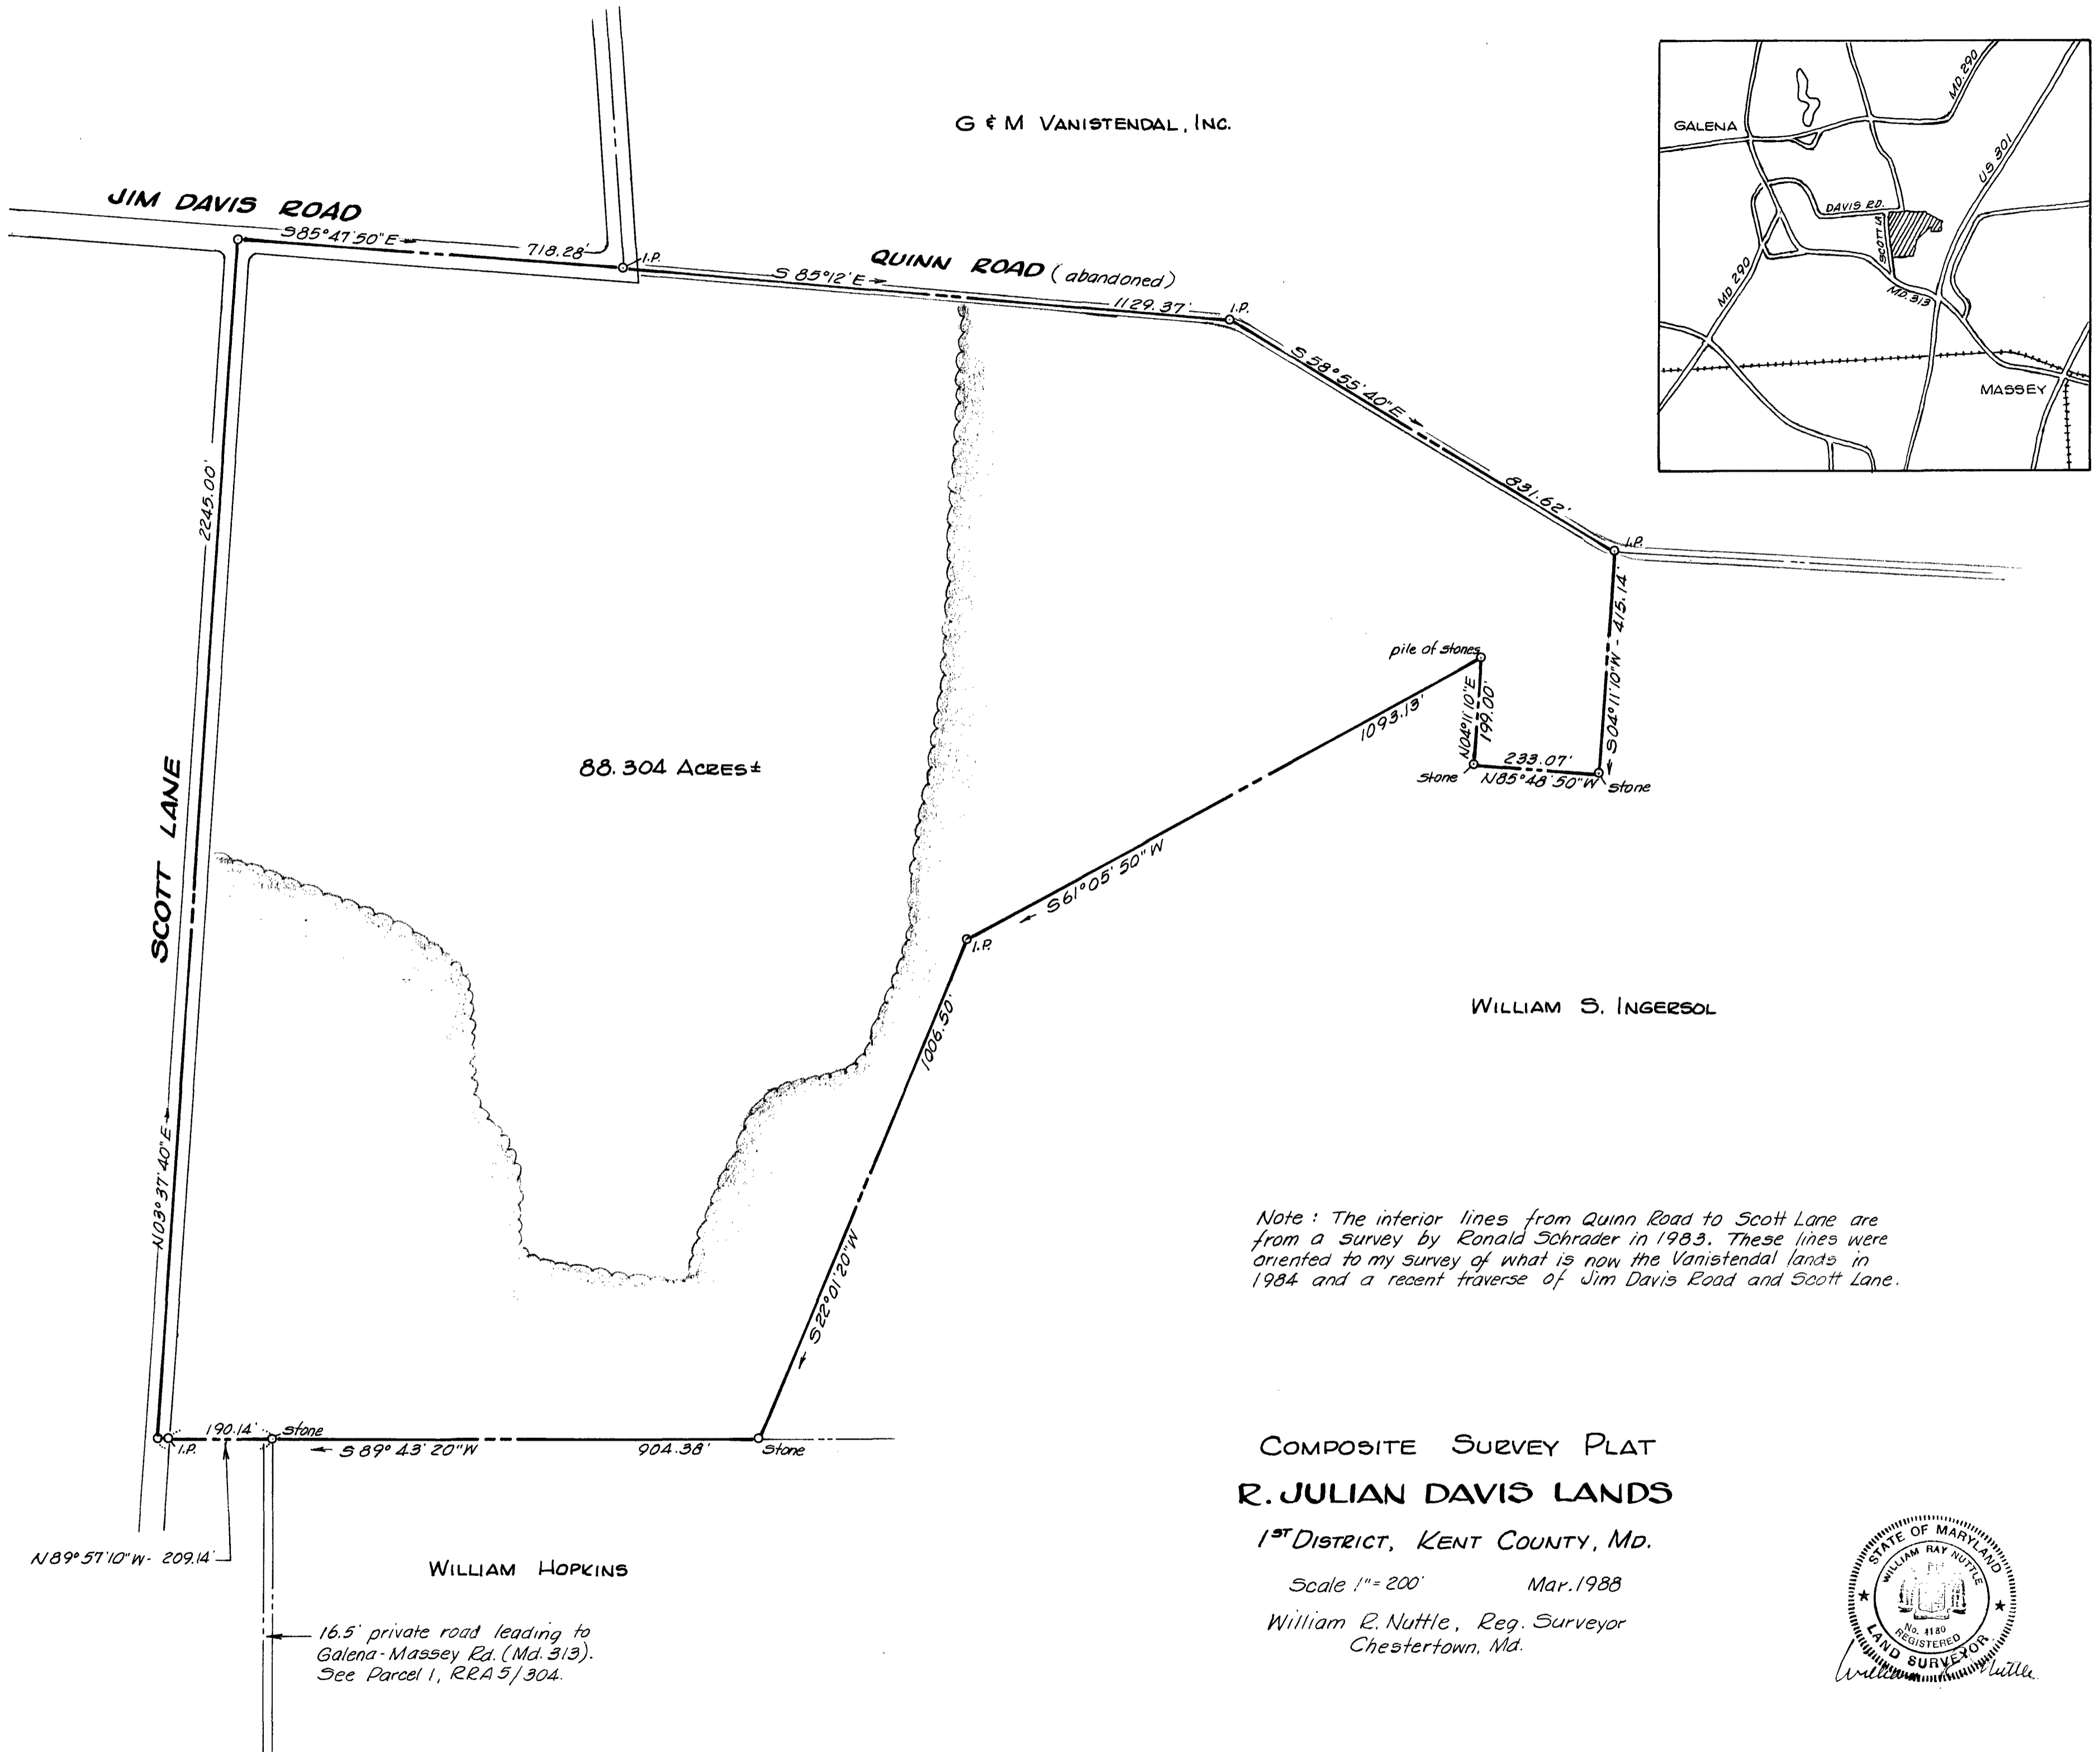 G & M VANISTENDAL, INC.
GALENA
MD. 290
US 301
DAVIS RD.
SCOTT LA.
MD 290
MD. 313
MASSEY
JIM DAVIS ROAD
S85°47'50"E
718.28'
I.P.
QUINN ROAD (abandoned)
S 85°12' E
1129.37'
I.P.
S 58°55'40"E
831.62'
I.P.
S04°11'10"W - 415.14'
pile of stones
N04°11'10"E
199.00'
233.07'
N85°48'50"W
stone
stone
1093.13'
S61°05'50"W
I.P.
2245.00'
SCOTT LANE
N03°37'40"E
88.304 ACRES±
WILLIAM S. INGERSOL
1006.50'
S22°01'20"W
190.14'
stone
I.P.
S 89° 43' 20"W
904.38'
Stone
N89°57'10"W- 209.14'
WILLIAM HOPKINS
16.5' private road leading to
Galena-Massey Rd. (Md. 313).
See Parcel 1, RRA 5/304.
Note : The interior lines from Quinn Road to Scott Lane are
from a survey by Ronald Schrader in 1983. These lines were
oriented to my survey of what is now the Vanistendal lands in
1984 and a recent traverse of Jim Davis Road and Scott Lane.
COMPOSITE SURVEY PLAT
R. JULIAN DAVIS LANDS
1ST DISTRICT, KENT COUNTY, MD.
Scale 1"= 200' Mar. 1988
William R. Nuttle, Reg. Surveyor
Chestertown, Md.
STATE OF MARYLAND
WILLIAM RAY NUTTLE
No. 4180
REGISTERED
LAND SURVEYOR
William R. Nuttle